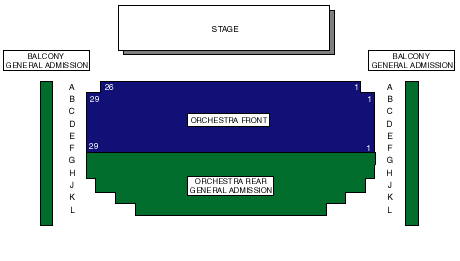 STAGE
BALCONY
GENERAL ADMISSION
BALCONY
GENERAL ADMISSION
A 26 1 A
B 29 1 B
C C
D ORCHESTRA FRONT D
E E
F 29 1 F
G G
H H
J ORCHESTRA REAR J
GENERAL ADMISSION
K K
L L